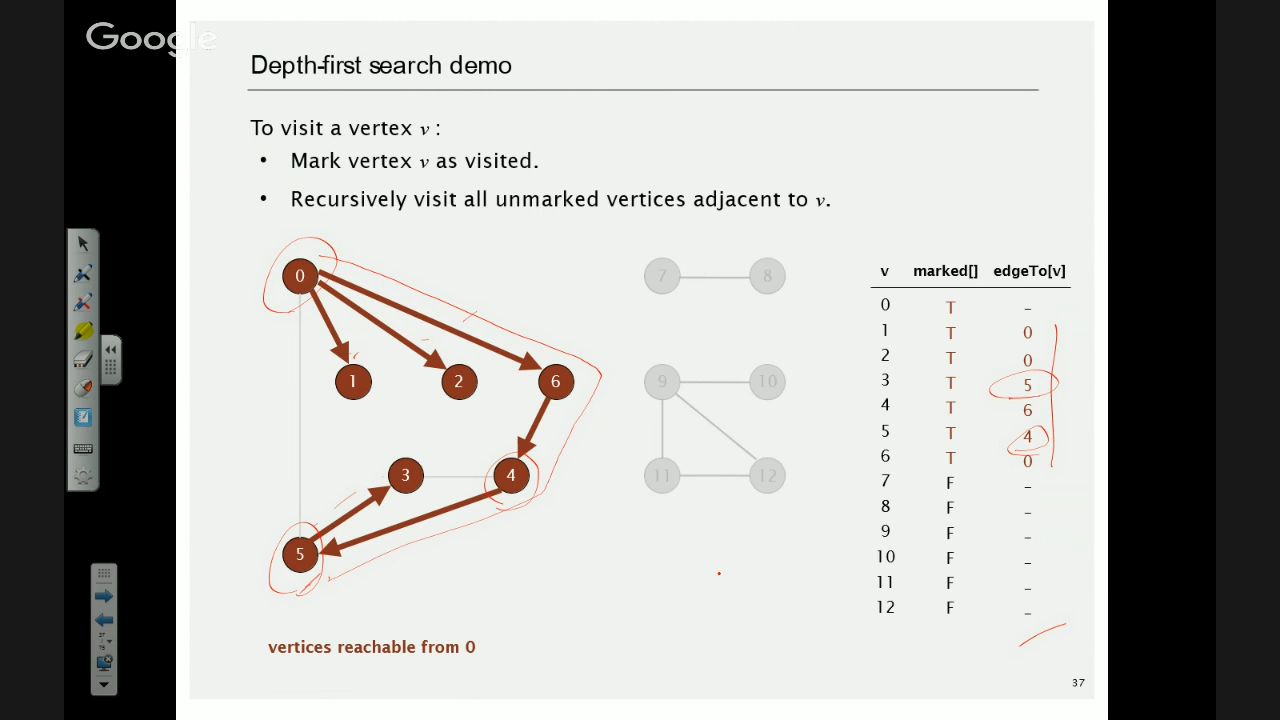 Google
Depth-first search demo
To visit a vertex v :
• Mark vertex v as visited.
• Recursively visit all unmarked vertices adjacent to v.
0
7 8
1 2 6
9 10
3 4
11 12
5
v marked[] edgeTo[v]
0 T –
1 T 0
2 T 0
3 T 5
4 T 6
5 T 4
6 T 0
7 F –
8 F –
9 F –
10 F –
11 F –
12 F –
vertices reachable from 0
37